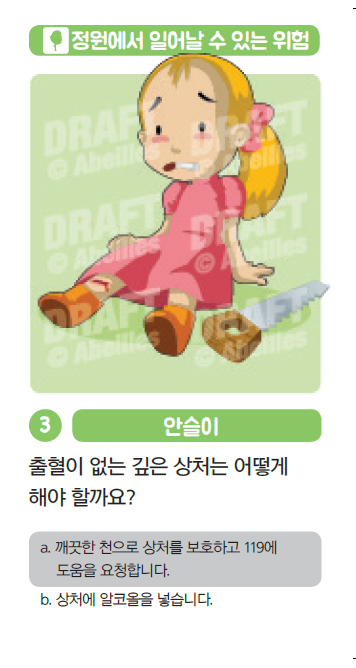 정원에서 일어날 수 있는 위험
DRAFT DRAFT
© Abeilles © Abeilles
DRAFT DRAFT
© Abeilles © Abeilles
DRAFT DRAFT
© Abeilles © Abeilles
3 안슬이
출혈이 없는 깊은 상처는 어떻게
해야 할까요?
a. 깨끗한 천으로 상처를 보호하고 119에
도움을 요청합니다.
b. 상처에 알코올을 넣습니다.